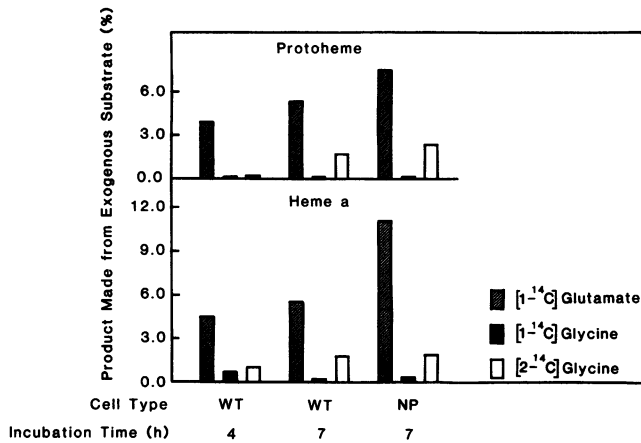 Product Made from Exogenous Substrate (%)
Protoheme
6.0
3.0
0.0
Heme a
12.0
9.0
6.0
3.0
0.0
[1-¹⁴C] Glutamate
[1-¹⁴C] Glycine
[2-¹⁴C] Glycine
Cell Type WT WT NP
Incubation Time (h) 4 7 7